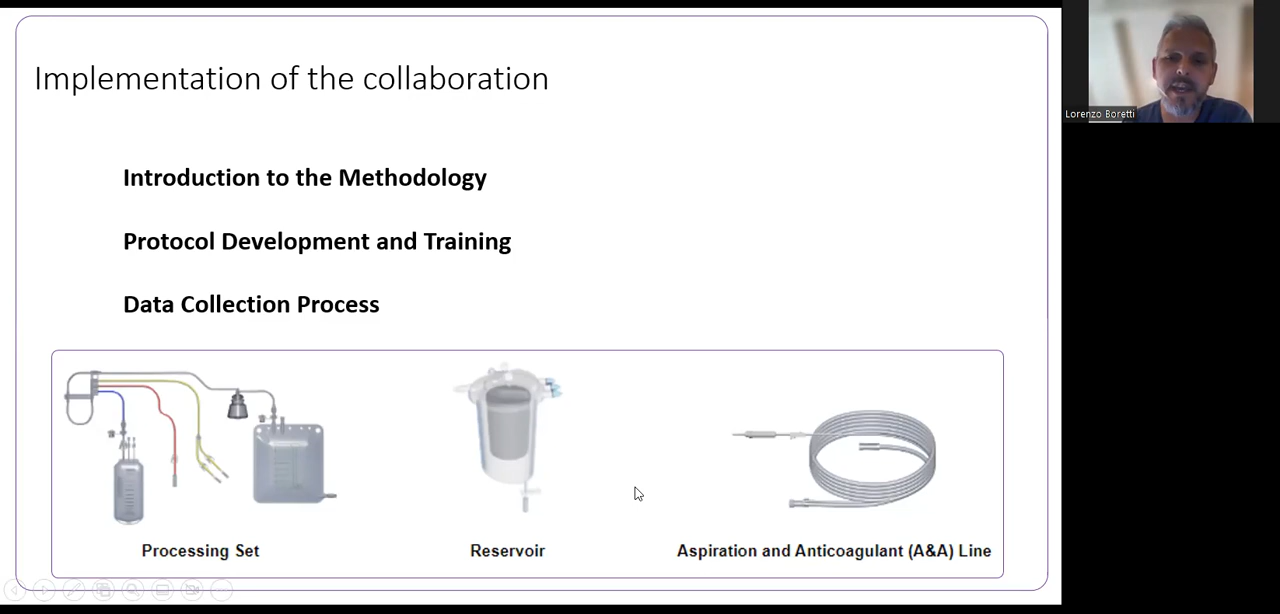 Implementation of the collaboration
Lorenzo Boretti
Introduction to the Methodology
Protocol Development and Training
Data Collection Process
Processing Set
Reservoir
Aspiration and Anticoagulant (A&A) Line